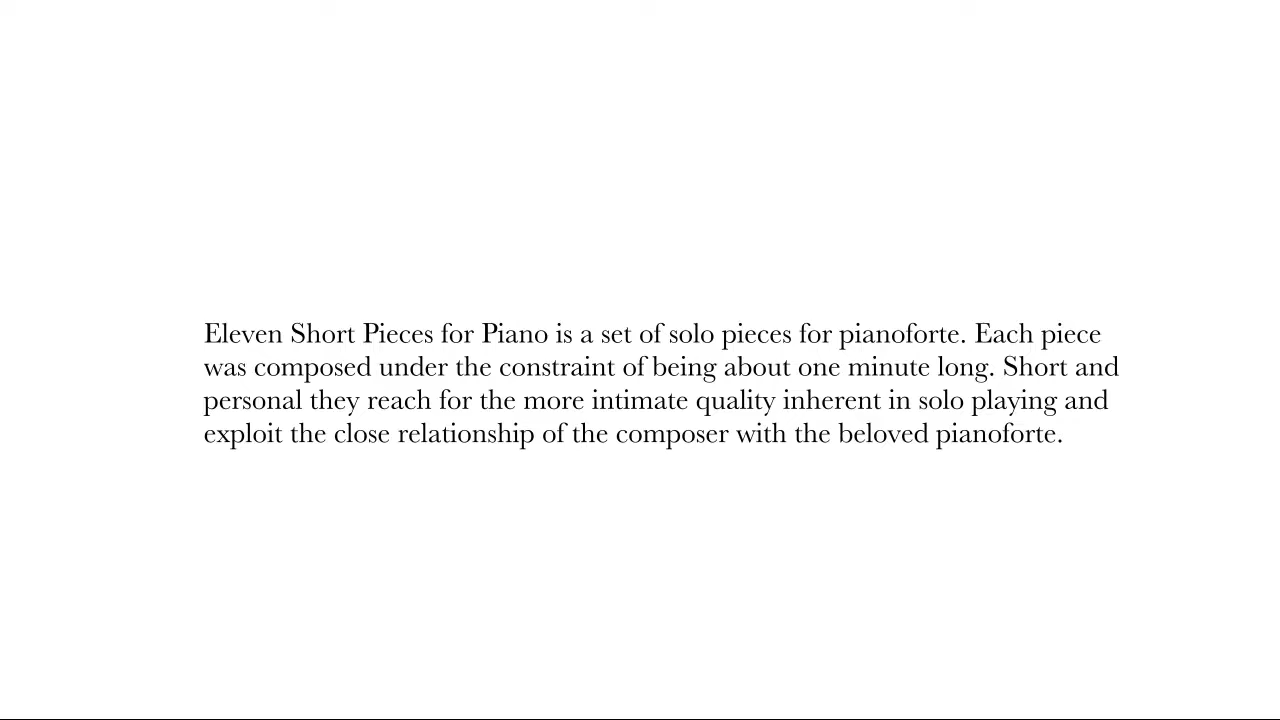 Eleven Short Pieces for Piano is a set of solo pieces for pianoforte. Each piece
was composed under the constraint of being about one minute long. Short and
personal they reach for the more intimate quality inherent in solo playing and
exploit the close relationship of the composer with the beloved pianoforte.